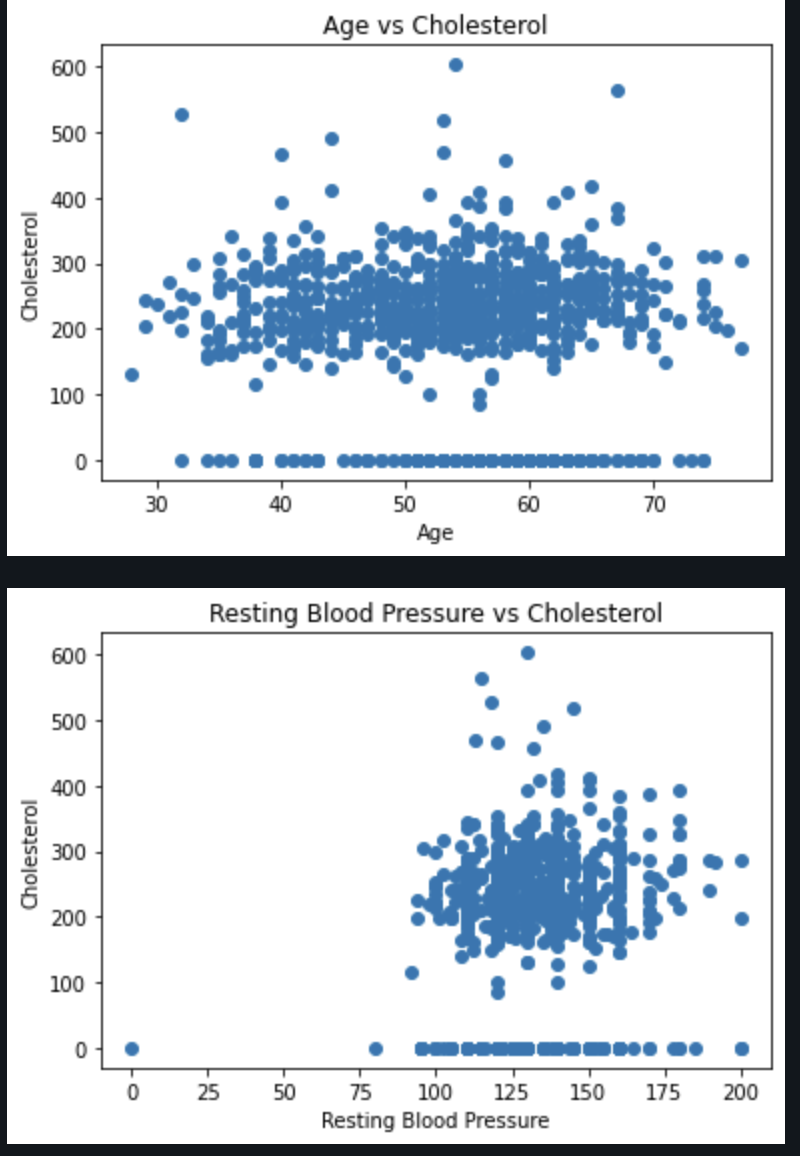 Age vs Cholesterol
600
500
400
300
200
100
0
Cholesterol
30 40 50 60 70
Age
Resting Blood Pressure vs Cholesterol
600
500
400
300
200
100
0
Cholesterol
0 25 50 75 100 125 150 175 200
Resting Blood Pressure